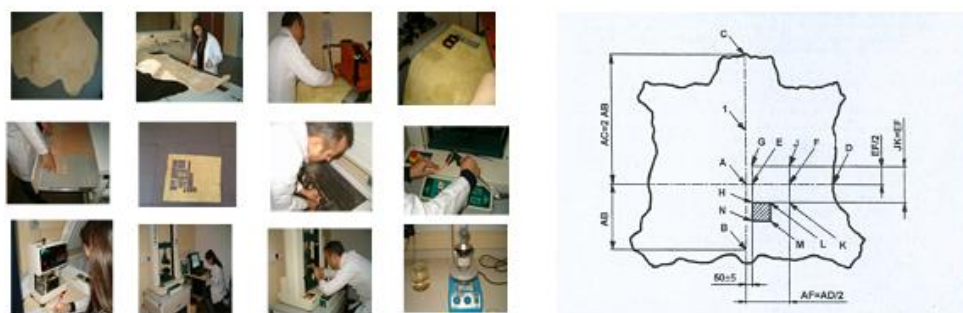 C
AC=2 AB
1
G E J F D
EF/2
JK=EF
A
H
AB
N
B
M L K
50±5
AF=AD/2